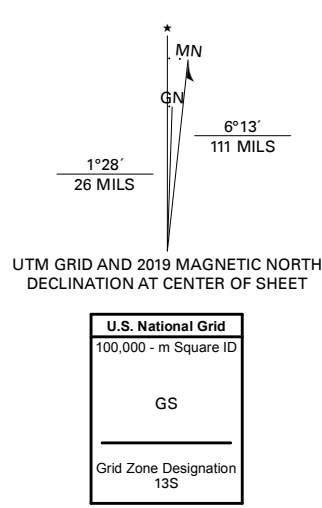 ★
MN
GN
6°13´
111 MILS
1°28´
26 MILS
UTM GRID AND 2019 MAGNETIC NORTH
DECLINATION AT CENTER OF SHEET
U.S. National Grid
100,000 - m Square ID
GS
Grid Zone Designation
13S